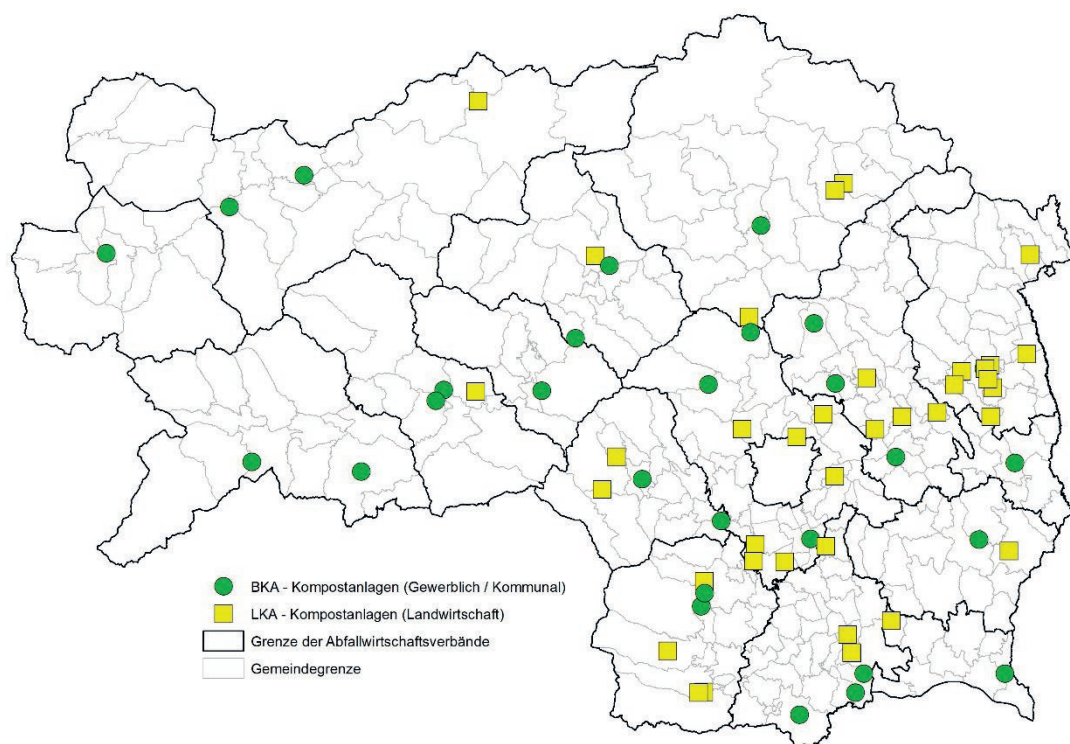 BKA - Kompostanlagen (Gewerblich / Kommunal)
LKA - Kompostanlagen (Landwirtschaft)
Grenze der Abfallwirtschaftsverbände
Gemeindegrenze